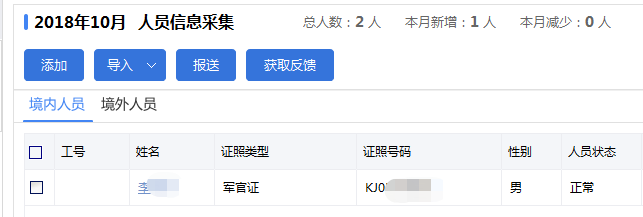 2018年10月 人员信息采集 总人数：2 人 本月新增：1 人 本月减少：0 人
添加 导入 报送 获取反馈
境内人员 境外人员
工号 姓名 证照类型 证照号码 性别 人员状态
李 军官证 KJ0 男 正常